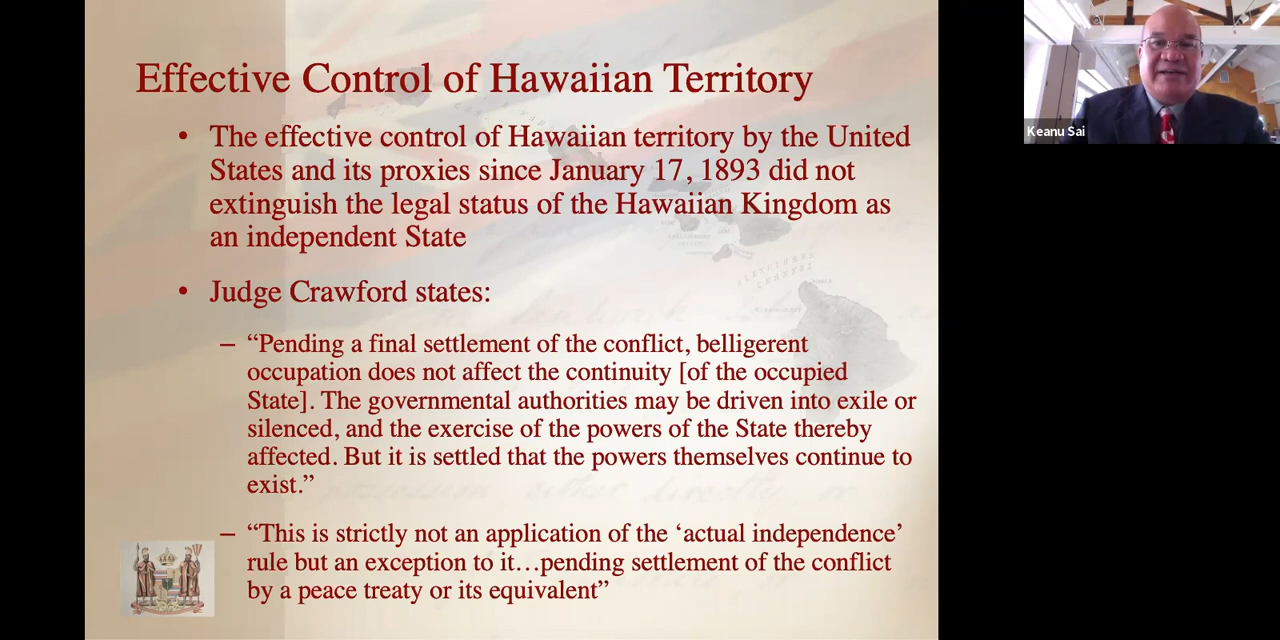 Effective Control of Hawaiian Territory
• The effective control of Hawaiian territory by the United
States and its proxies since January 17, 1893 did not
extinguish the legal status of the Hawaiian Kingdom as
an independent State
• Judge Crawford states:
– “Pending a final settlement of the conflict, belligerent
occupation does not affect the continuity [of the occupied
State]. The governmental authorities may be driven into exile or
silenced, and the exercise of the powers of the State thereby
affected. But it is settled that the powers themselves continue to
exist.”
– “This is strictly not an application of the ‘actual independence’
rule but an exception to it…pending settlement of the conflict
by a peace treaty or its equivalent”
Keanu Sai